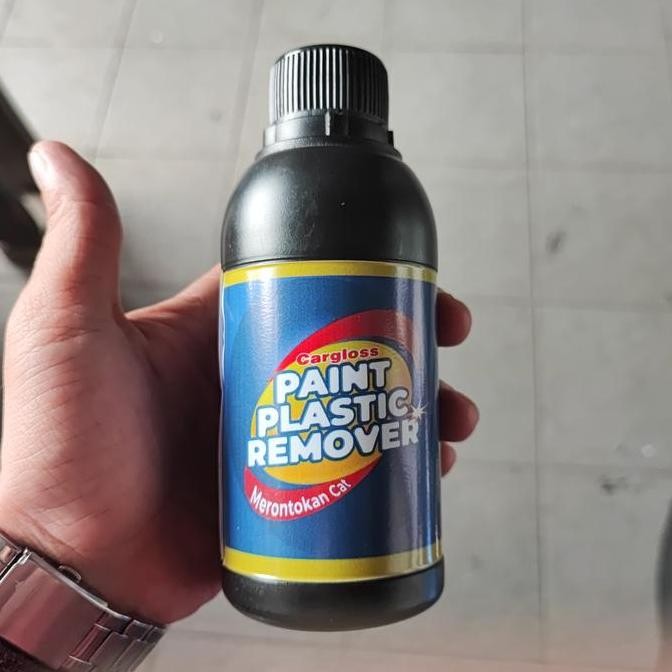 Cargloss
PAINT
PLASTIC
REMOVER
Merontokan Cat